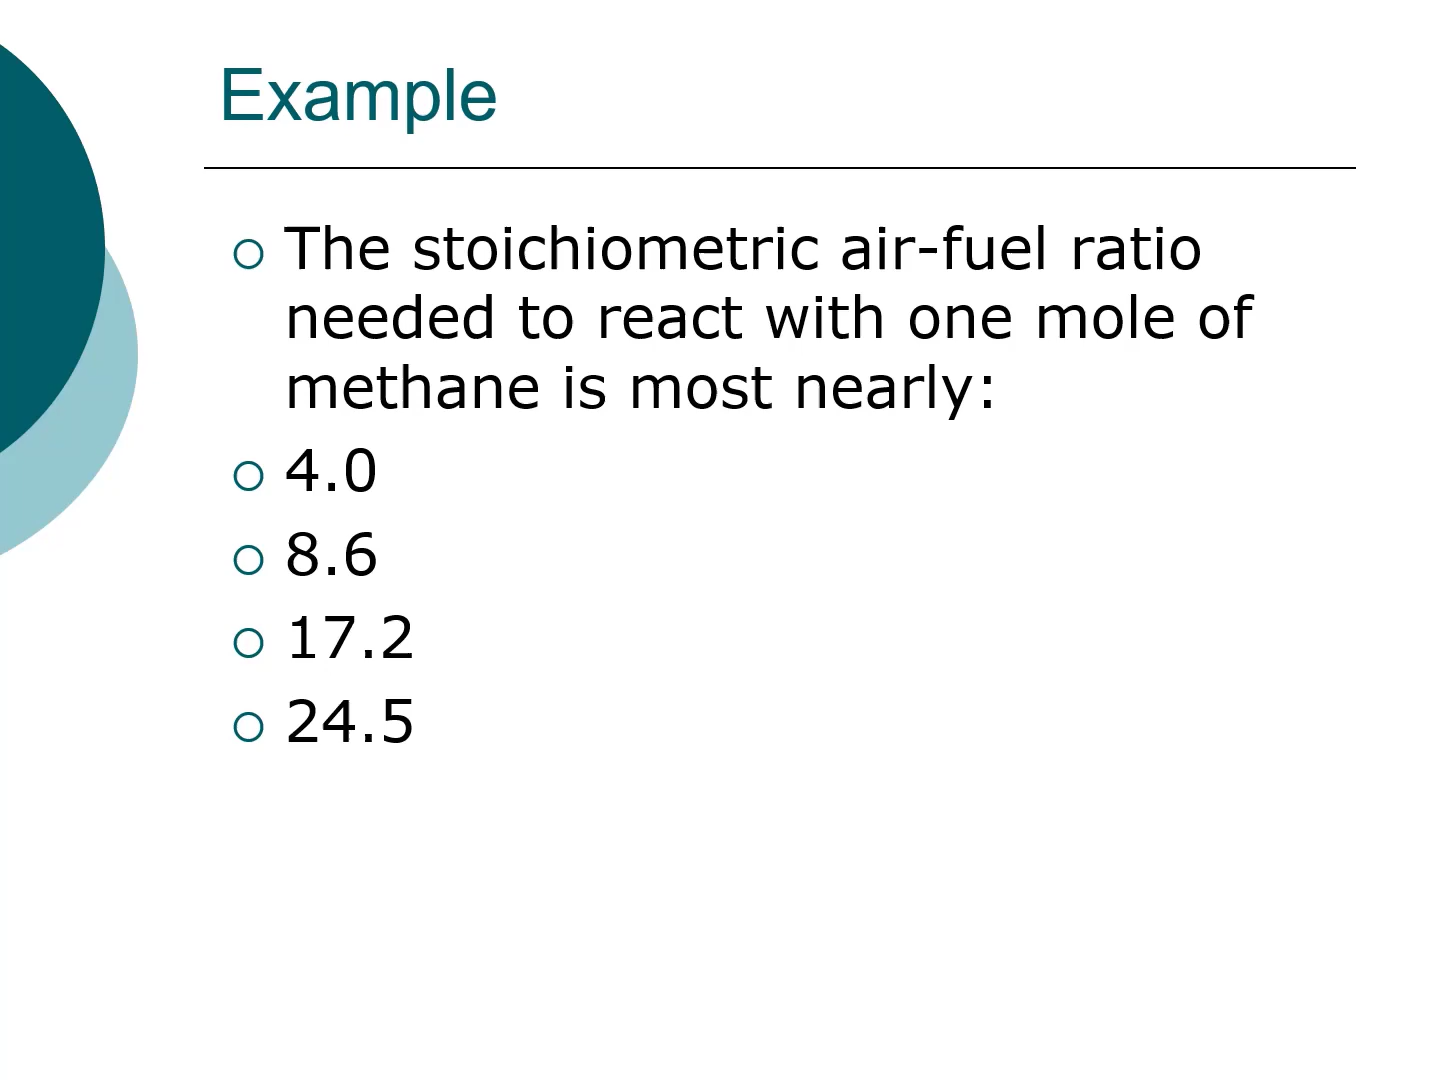 Example
The stoichiometric air-fuel ratio
needed to react with one mole of
methane is most nearly:
4.0
8.6
17.2
24.5